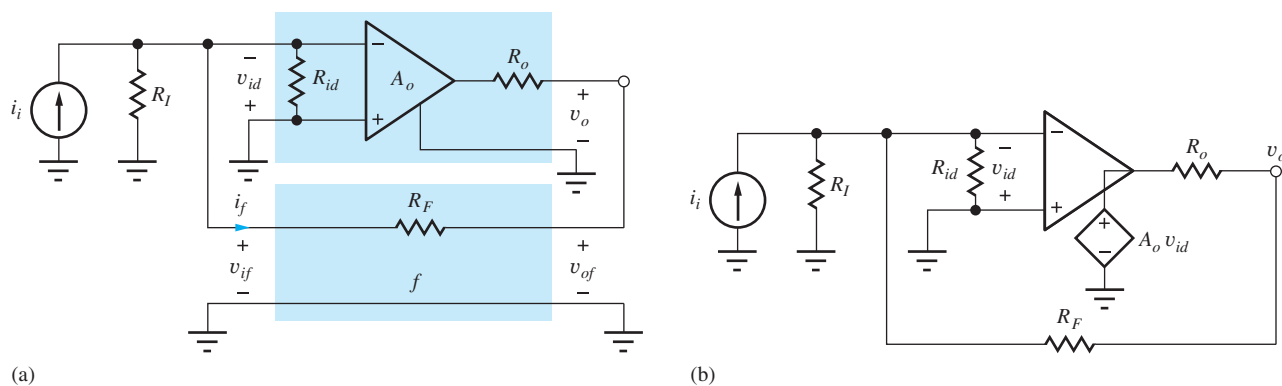 i_i
R_I
−
v_id
+
R_id
−
+
A_o
R_o
+
v_o
−
i_f
R_F
+
v_if
−
f
+
v_of
−
(a)
i_i
R_I
R_id
−
v_id
+
−
+
R_o
+
−
A_o v_id
R_F
(b)